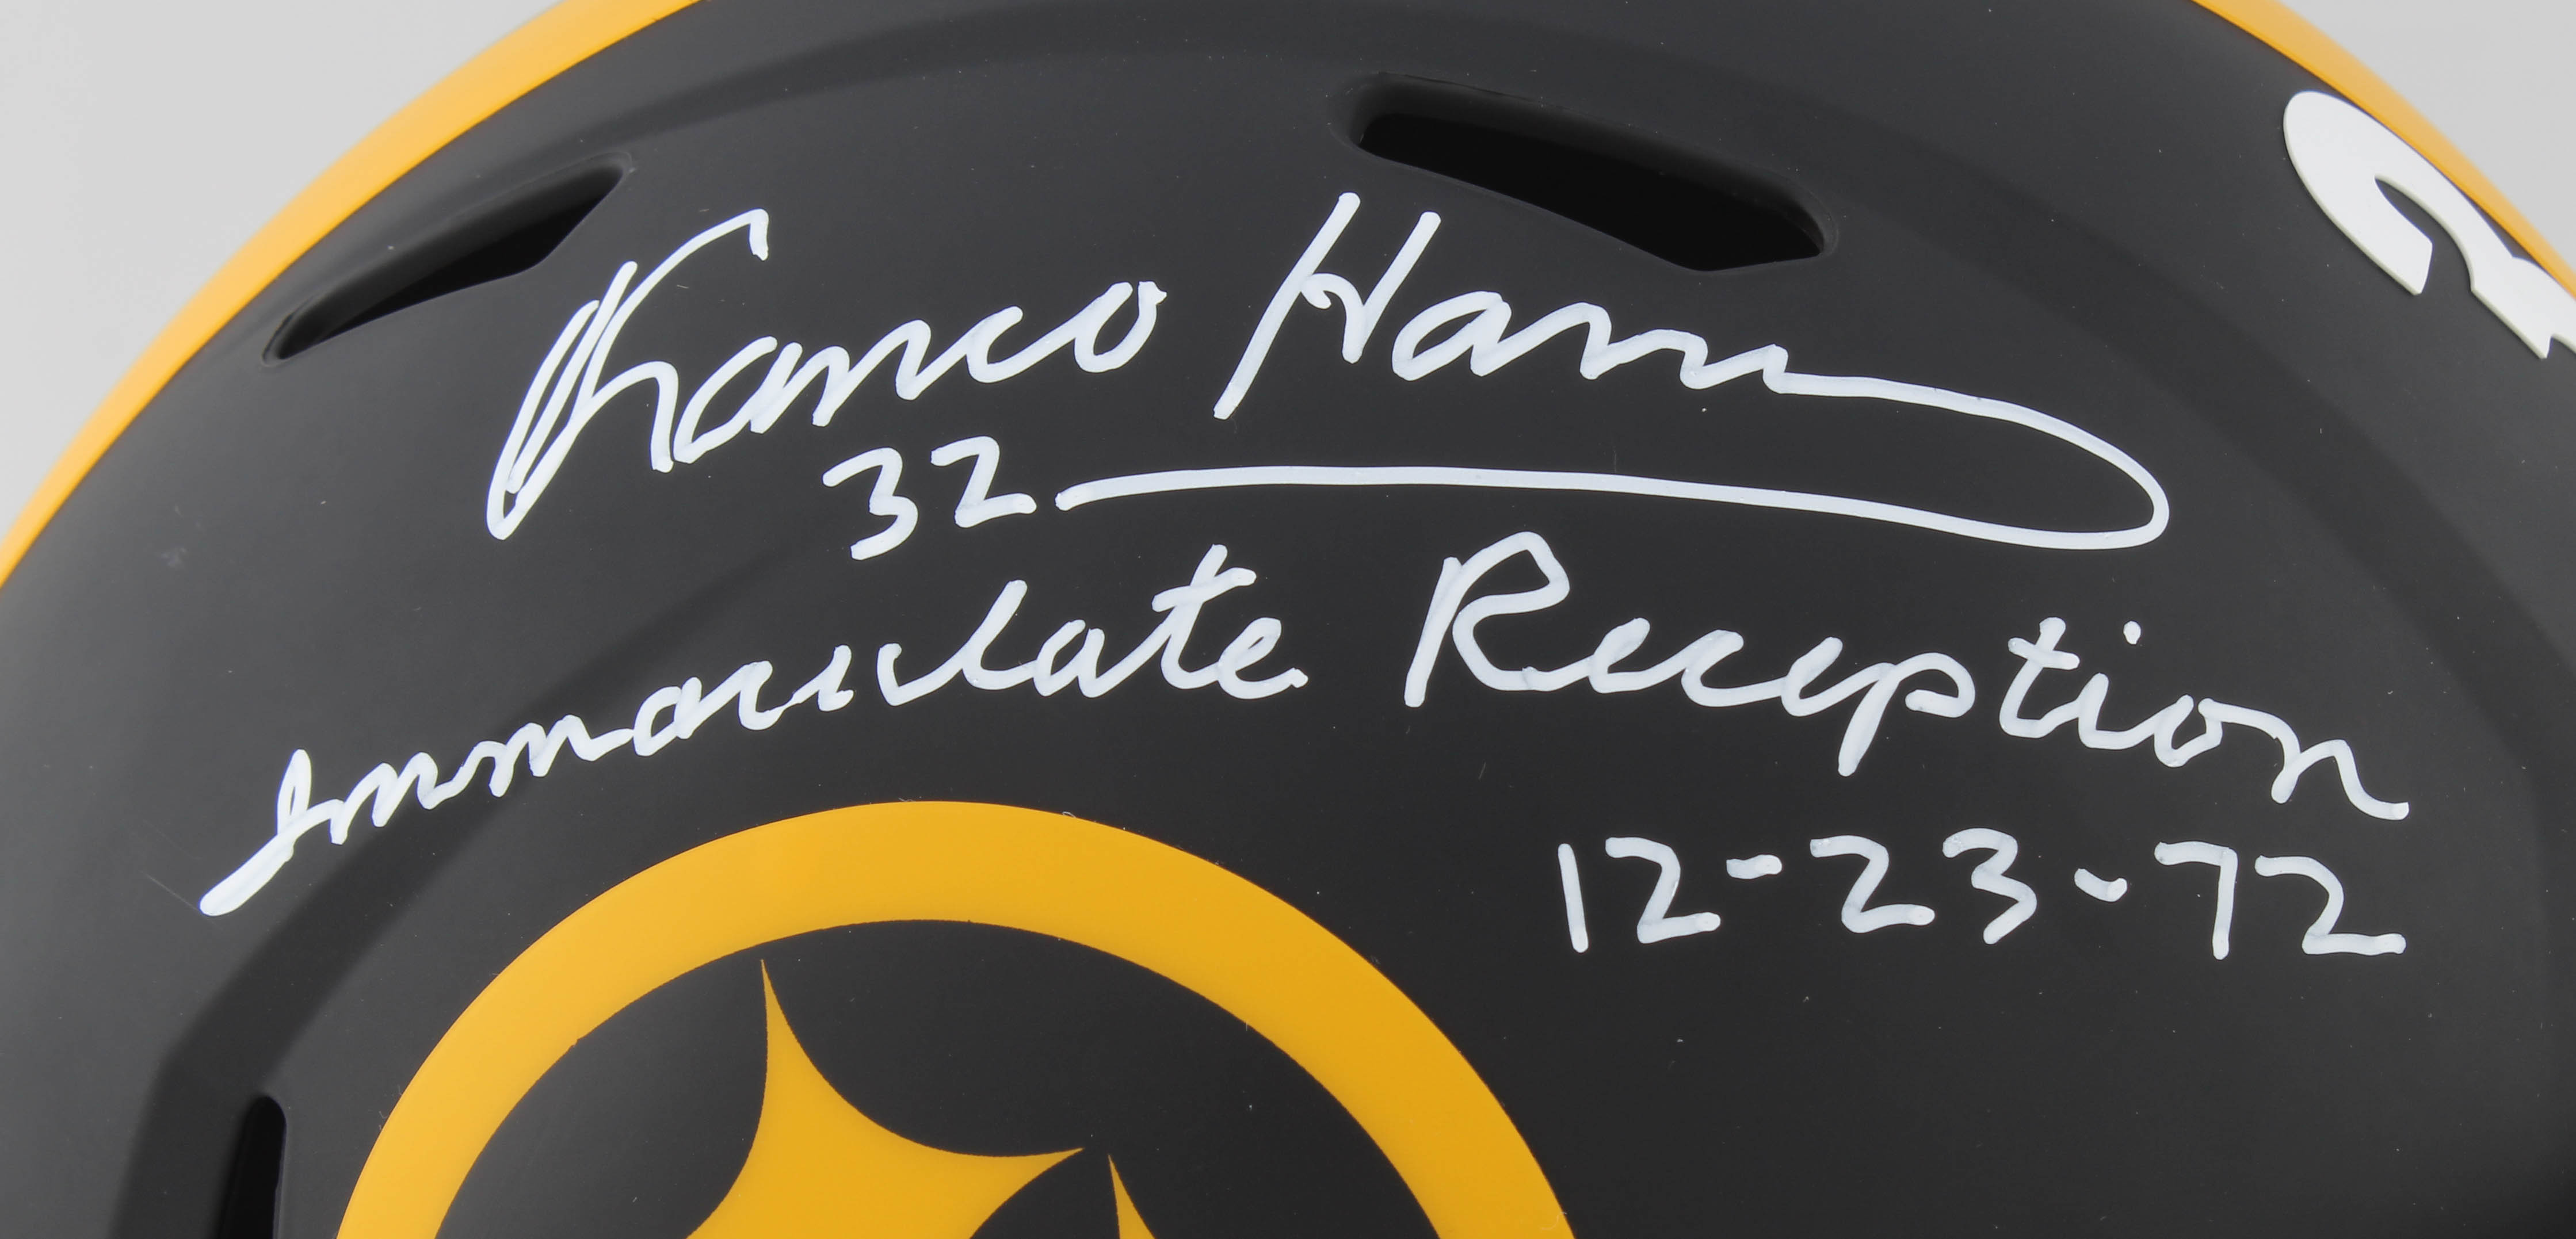 Franco Harris
32
Immaculate Reception
12-23-72